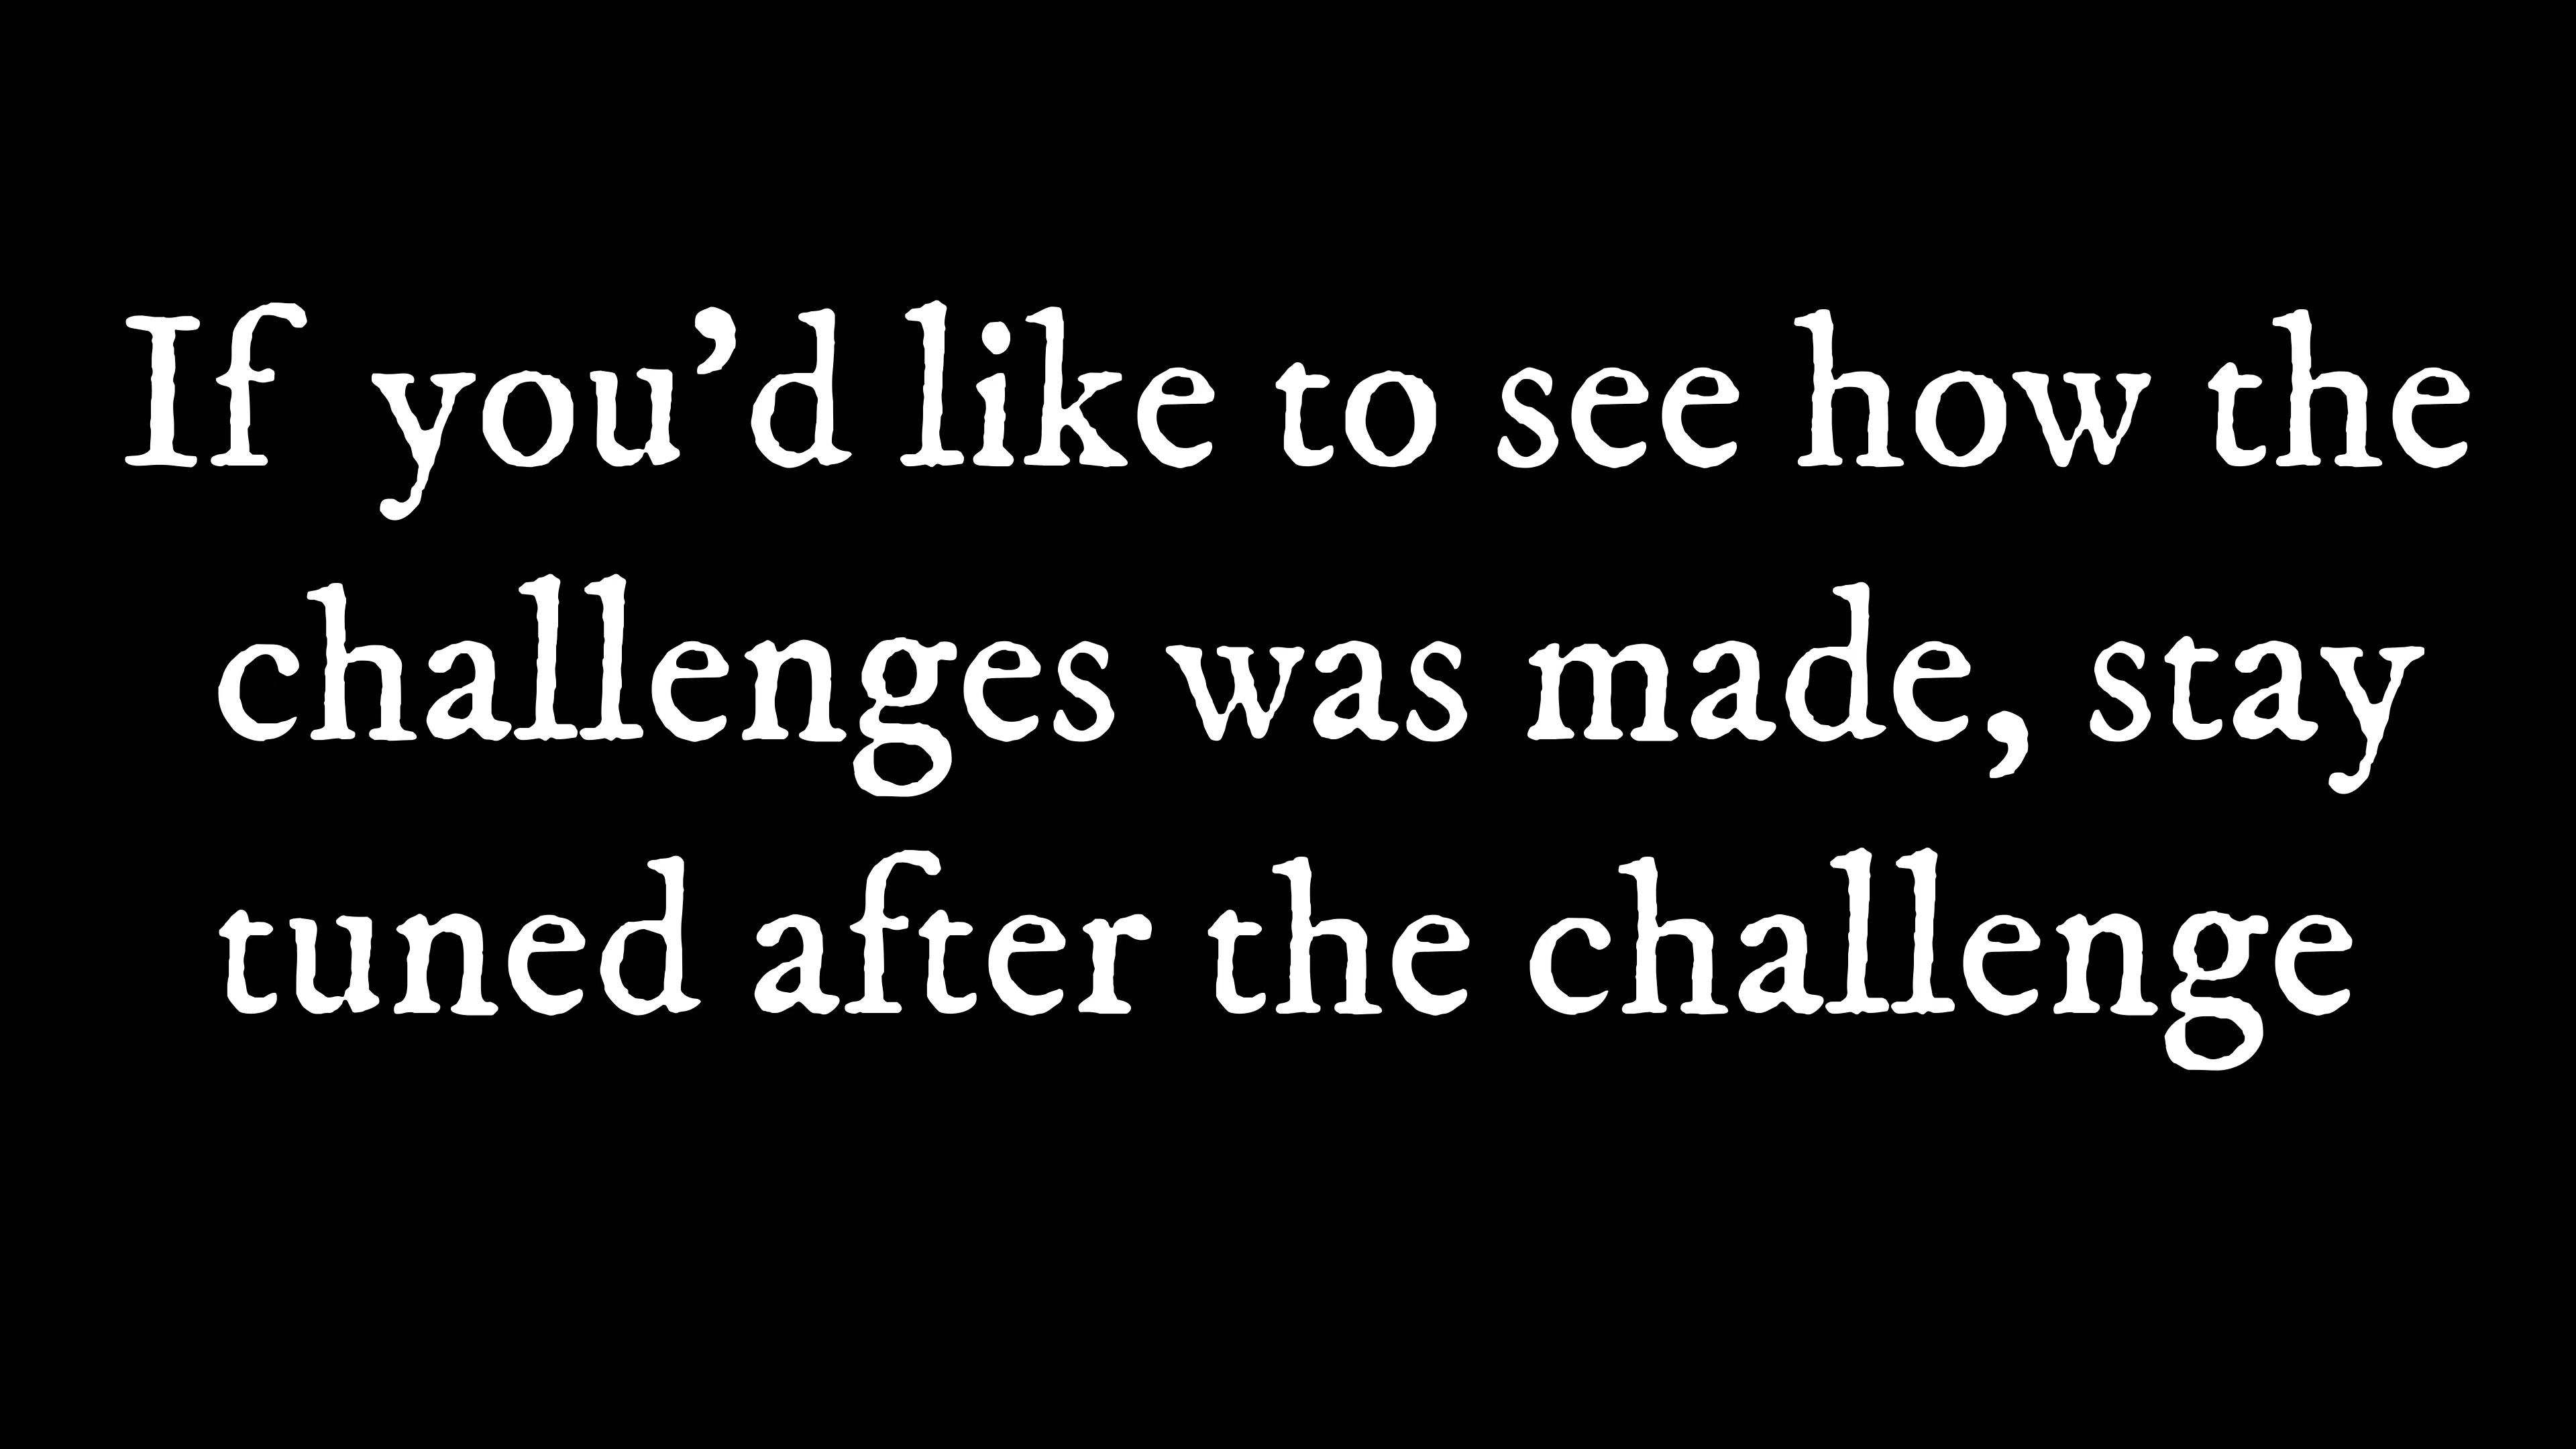 If you’d like to see how the
challenges was made, stay
tuned after the challenge